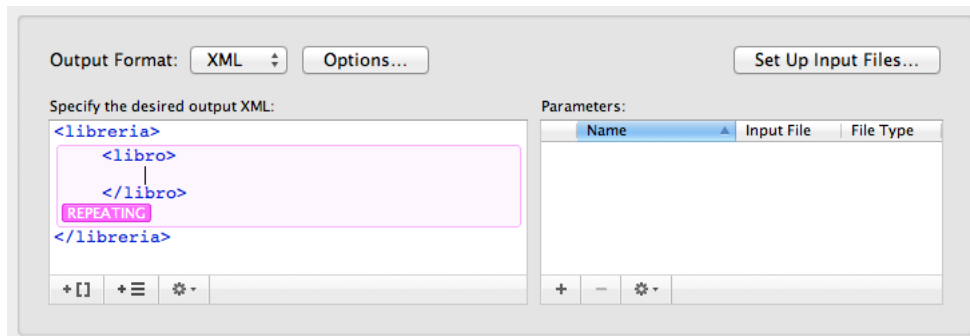 Output Format: XML Options... Set Up Input Files...
Specify the desired output XML: Parameters:
<libreria> Name Input File File Type
<libro>
</libro>
REPEATING
</libreria>
+[] +
+ −